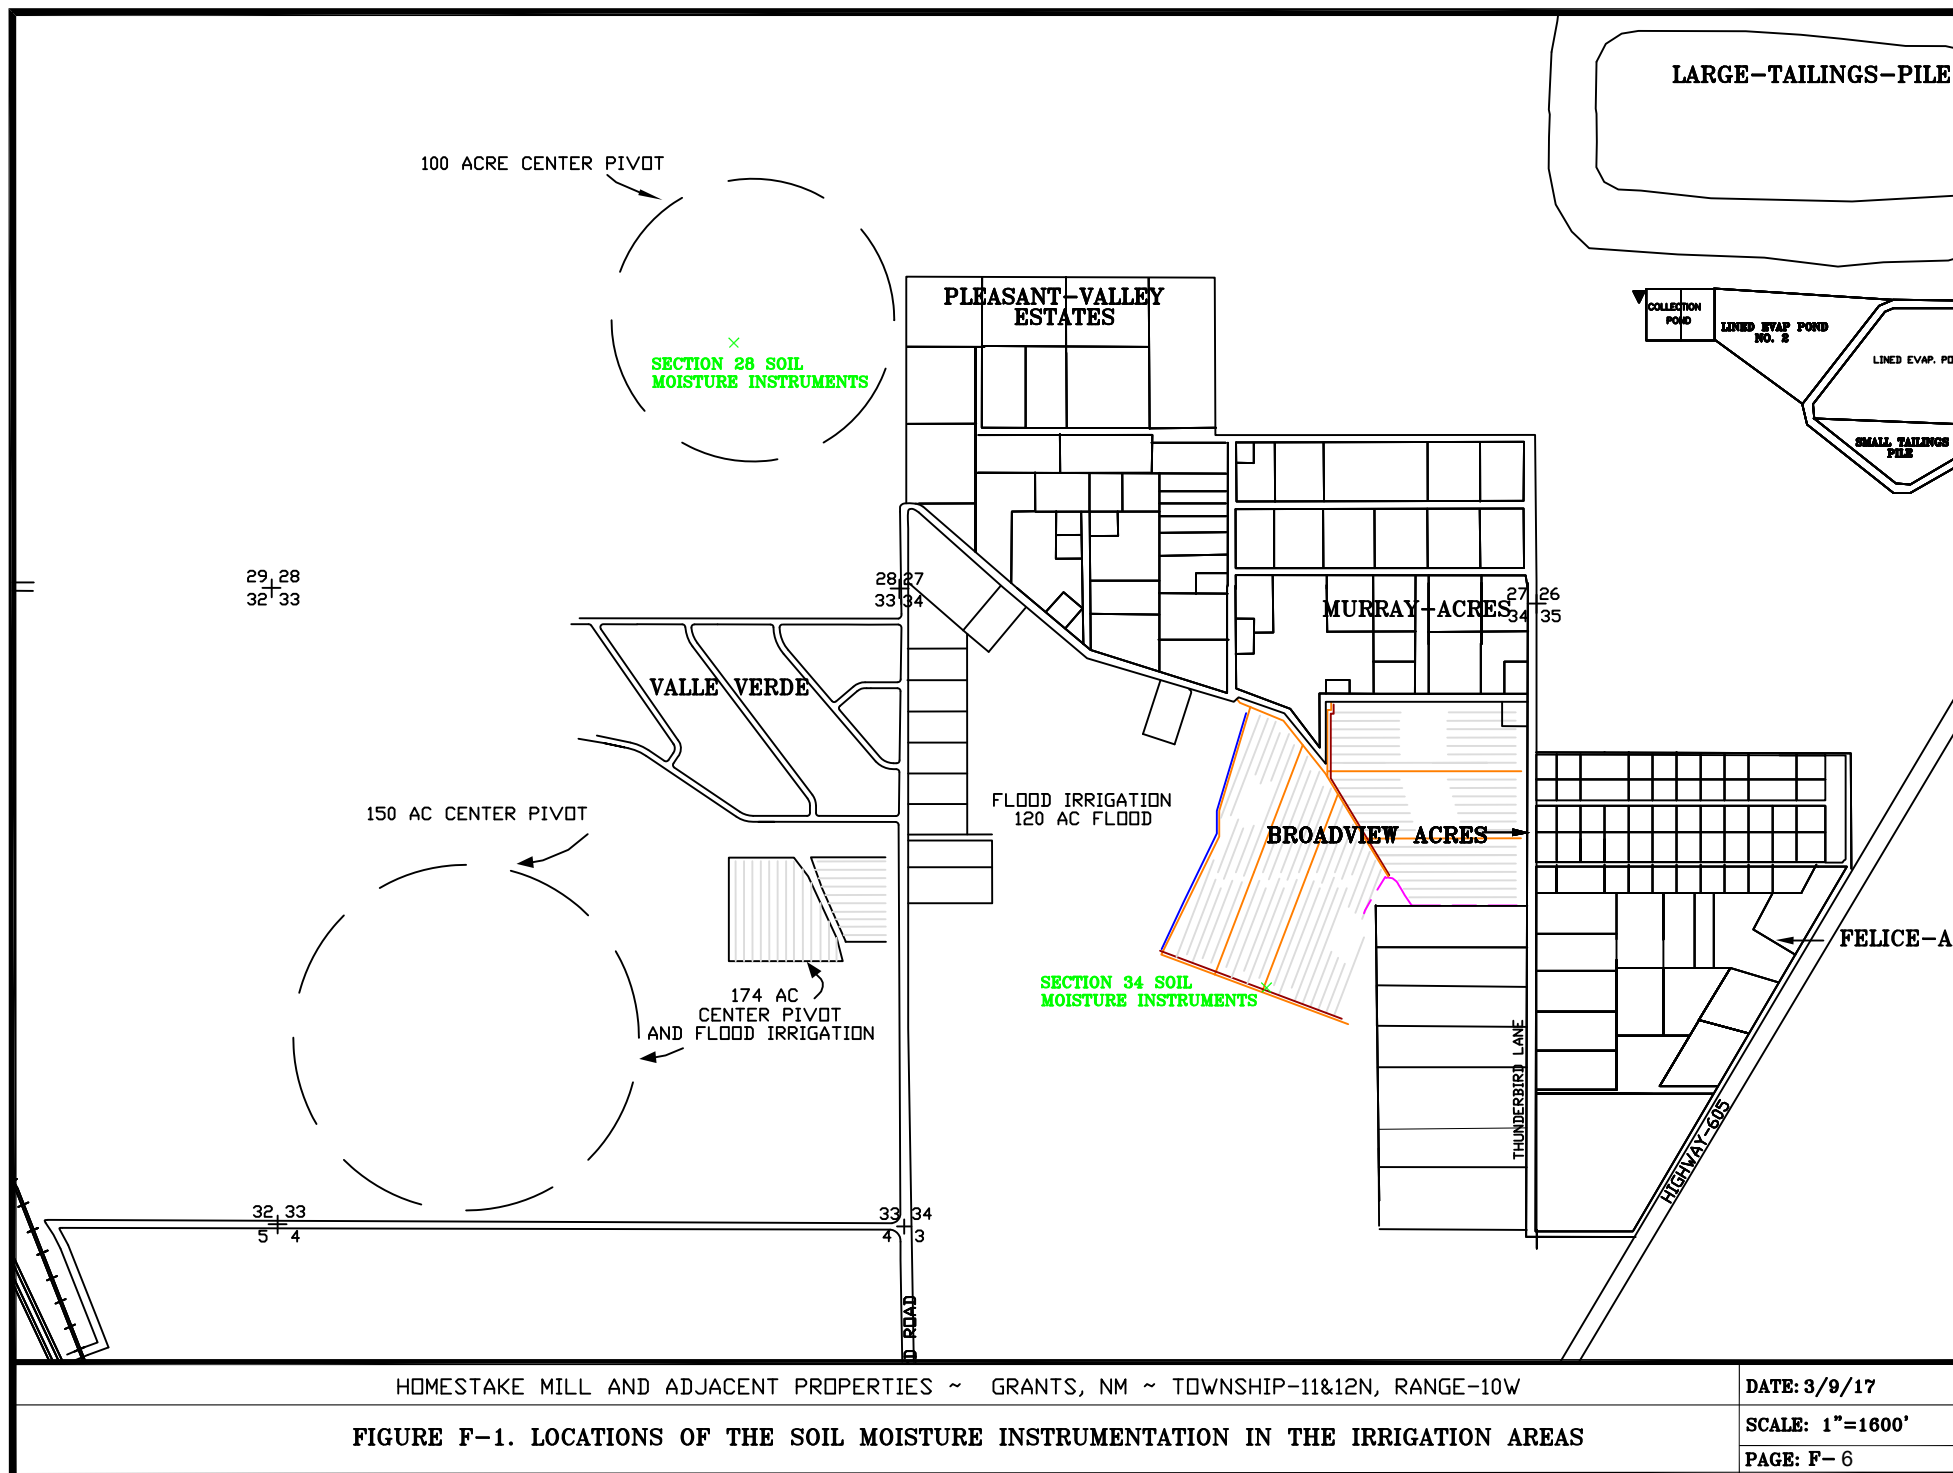 LARGE-TAILINGS-PILE
100 ACRE CENTER PIVOT
PLEASANT-VALLEY
ESTATES
COLLECTION
POND
LINED EVAP POND
NO. 2
LINED EVAP. PO
SECTION 28 SOIL
MOISTURE INSTRUMENTS
SMALL TAILINGS
PILE
29 28
32 33
28 27
33 34
27 26
34 35
MURRAY-ACRES
VALLE VERDE
150 AC CENTER PIVOT
FLOOD IRRIGATION
120 AC FLOOD
BROADVIEW ACRES
FELICE-A
SECTION 34 SOIL
MOISTURE INSTRUMENTS
174 AC
CENTER PIVOT
AND FLOOD IRRIGATION
THUNDERBIRD LANE
HIGHWAY-605
32 33
5 4
33 34
4 3
D ROAD
HOMESTAKE MILL AND ADJACENT PROPERTIES ~ GRANTS, NM ~ TOWNSHIP-11&12N, RANGE-10W
DATE: 3/9/17
FIGURE F-1. LOCATIONS OF THE SOIL MOISTURE INSTRUMENTATION IN THE IRRIGATION AREAS
SCALE: 1"=1600'
PAGE: F- 6